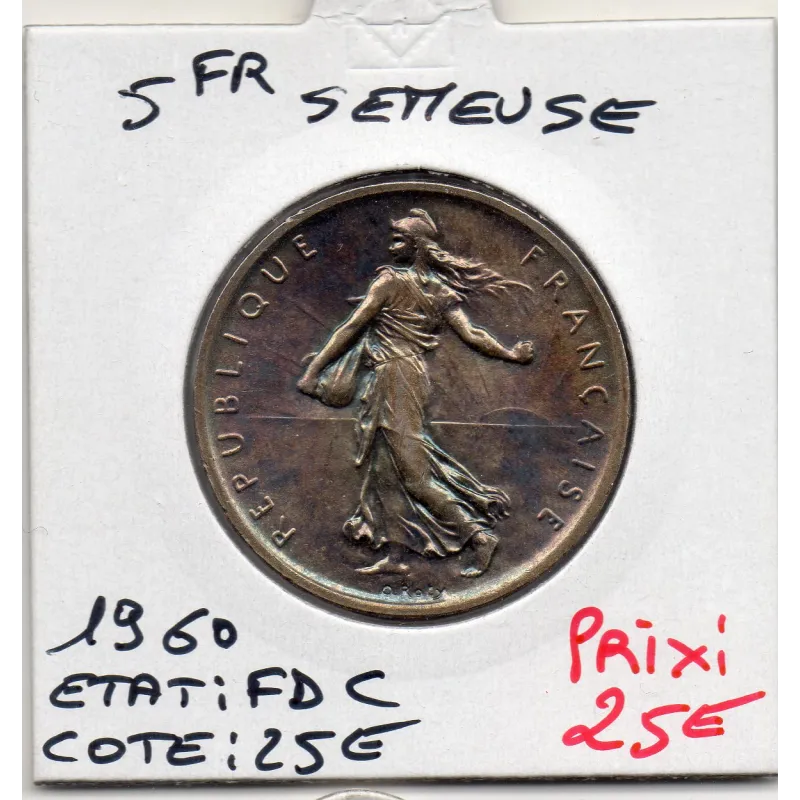 5 FR SEMEUSE
REPUBLIQUE FRANÇAISE
O. Roty
1960
ETAT: FDC
COTE: 25€
PRIX:
25€